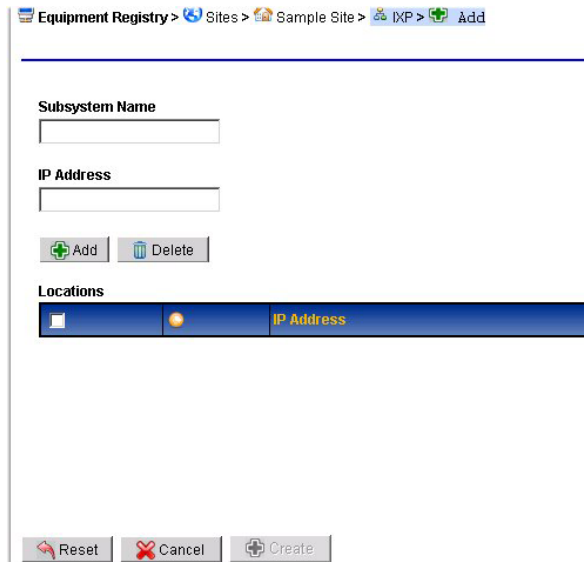 Equipment Registry > Sites > Sample Site > IXP > Add
Subsystem Name
IP Address
Add Delete
Locations
IP Address
Reset Cancel Create